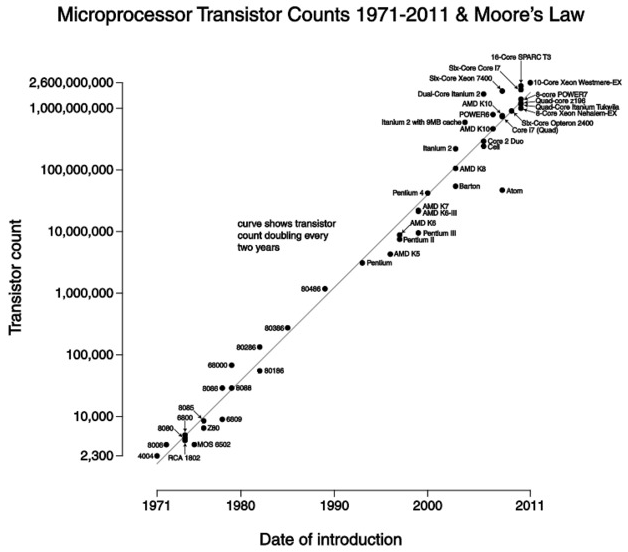 Microprocessor Transistor Counts 1971-2011 & Moore's Law
16-Core SPARC T3
Six-Core Core i7
Six-Core Xeon 7400
10-Core Xeon Westmere-EX
Dual-Core Itanium 2
8-core POWER7
Quad-core z196
AMD K10
Quad-Core Itanium Tukwila
POWER6
8-Core Xeon Nehalem-EX
Itanium 2 with 9MB cache
Six-Core Opteron 2400
AMD K10
Core i7 (Quad)
Core 2 Duo
Itanium 2
Cell
AMD K8
Pentium 4
Barton
Atom
AMD K7
AMD K6-III
curve shows transistor
count doubling every
two years
AMD K6
Pentium III
Pentium II
AMD K5
Pentium
80486
80386
80286
68000
80186
8086
8088
8085
6800
6809
8080
Z80
8008
MOS 6502
4004
RCA 1802
2,600,000,000
1,000,000,000
100,000,000
10,000,000
1,000,000
100,000
10,000
2,300
Transistor count
1971
1980
1990
2000
2011
Date of introduction